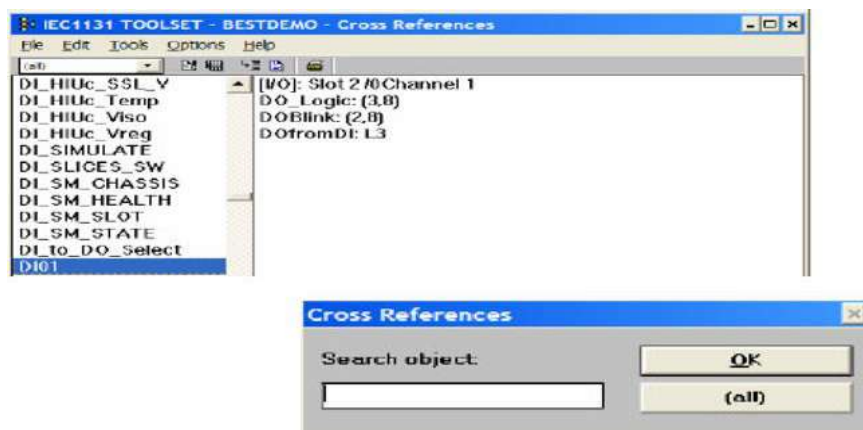 IEC1131 TOOLSET - BESTDEMO - Cross References
File Edit Tools Options Help
(all)
DI_HIUc_SSL_V
DI_HIUc_Temp
DI_HIUc_Viso
DI_HIUc_Vreg
DI_SIMULATE
DI_SLICES_SW
DI_SM_CHASSIS
DI_SM_HEALTH
DI_SM_SLOT
DI_SM_STATE
DI_to_DO_Select
DI01
[I/O]: Slot 2 /0 Channel 1
DO_Logic: (3,8)
DOBlink: (2,8)
DOfromDI: L3
Cross References
Search object:
OK
(all)